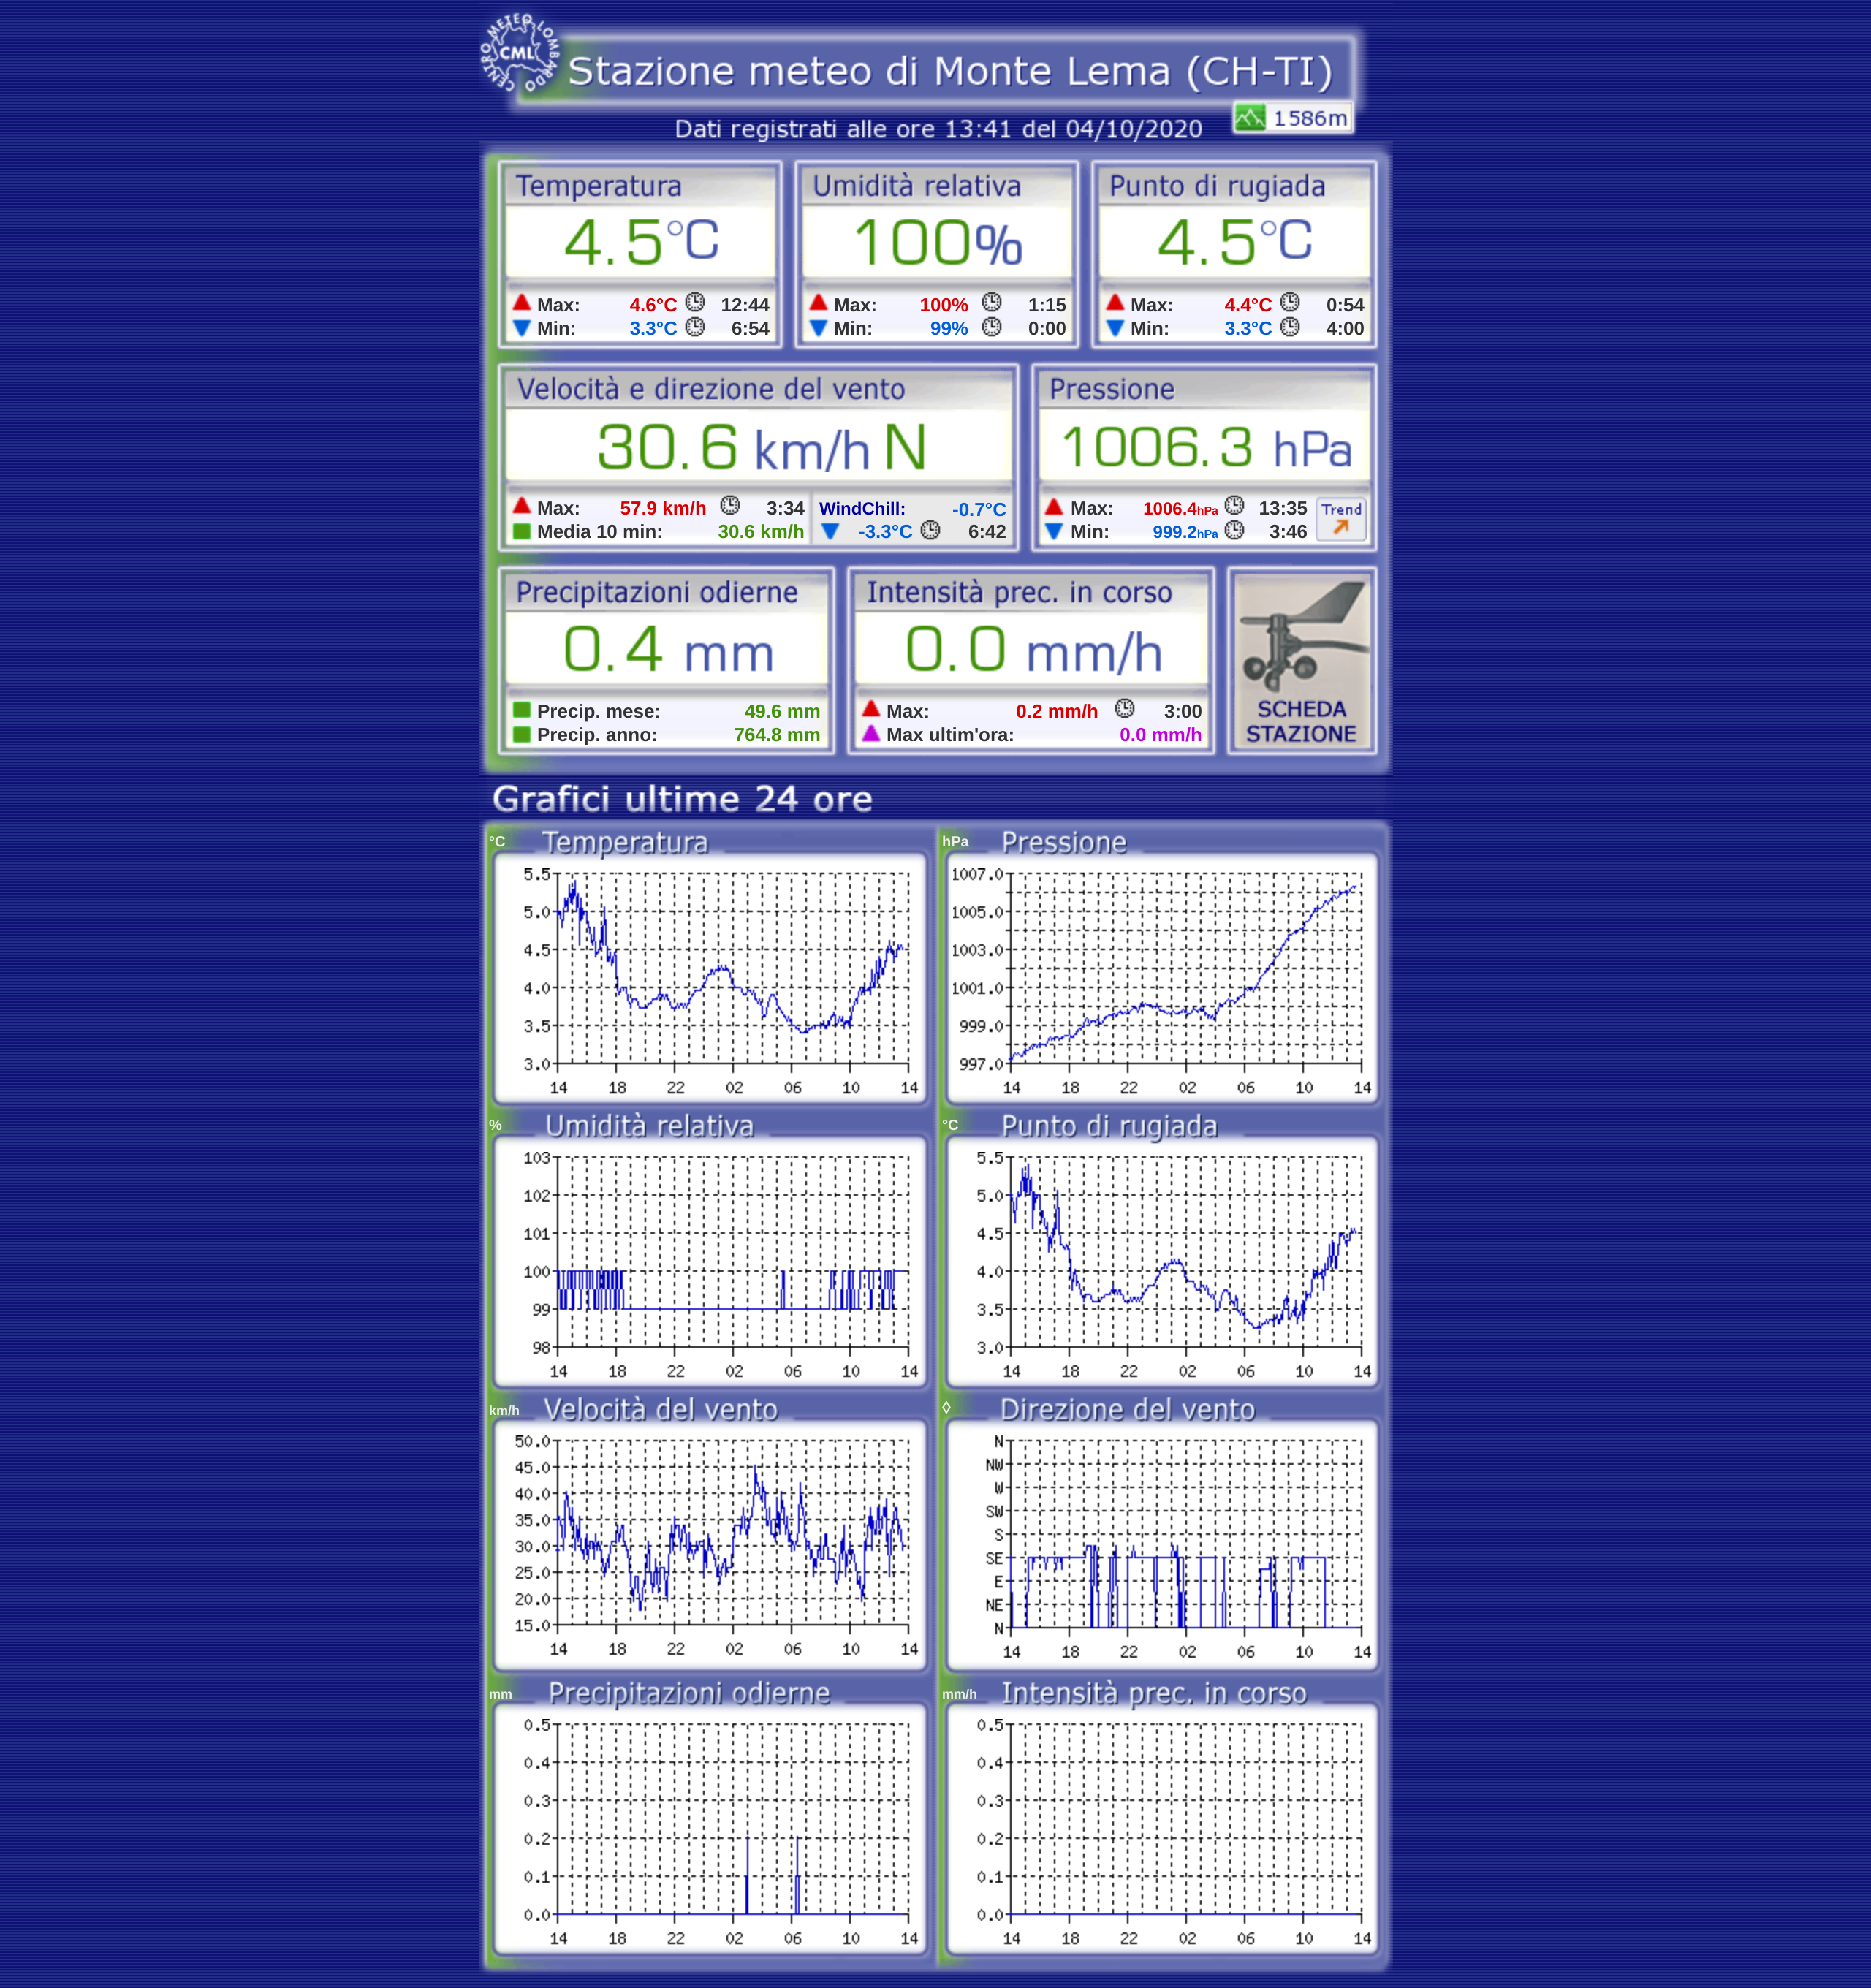 CENTRO METEO LOMBARDO
CML
Stazione meteo di Monte Lema (CH-TI)
1586m
Dati registrati alle ore 13:41 del 04/10/2020
Temperatura Umidità relativa Punto di rugiada
4.5°C 100% 4.5°C
Max: 4.6°C 12:44 Max: 100% 1:15 Max: 4.4°C 0:54
Min: 3.3°C 6:54 Min: 99% 0:00 Min: 3.3°C 4:00
Velocità e direzione del vento Pressione
30.6 km/h N 1006.3 hPa
Max: 57.9 km/h 3:34 WindChill: -0.7°C Max: 1006.4hPa 13:35 Trend
Media 10 min: 30.6 km/h -3.3°C 6:42 Min: 999.2hPa 3:46
Precipitazioni odierne Intensità prec. in corso
0.4 mm 0.0 mm/h
Precip. mese: 49.6 mm Max: 0.2 mm/h 3:00 SCHEDA
Precip. anno: 764.8 mm Max ultim'ora: 0.0 mm/h STAZIONE
Grafici ultime 24 ore
°C Temperatura hPa Pressione
5.5 1007.0
5.0 1005.0
4.5 1003.0
4.0 1001.0
3.5 999.0
3.0 997.0
14 18 22 02 06 10 14 14 18 22 02 06 10 14
% Umidità relativa °C Punto di rugiada
103 5.5
102 5.0
101 4.5
100 4.0
99 3.5
98 3.0
14 18 22 02 06 10 14 14 18 22 02 06 10 14
km/h Velocità del vento ◊ Direzione del vento
50.0 N
45.0 NW
40.0 W
35.0 SW
30.0 S
25.0 SE
20.0 E
15.0 NE
N
14 18 22 02 06 10 14 14 18 22 02 06 10 14
mm Precipitazioni odierne mm/h Intensità prec. in corso
0.5 0.5
0.4 0.4
0.3 0.3
0.2 0.2
0.1 0.1
0.0 0.0
14 18 22 02 06 10 14 14 18 22 02 06 10 14